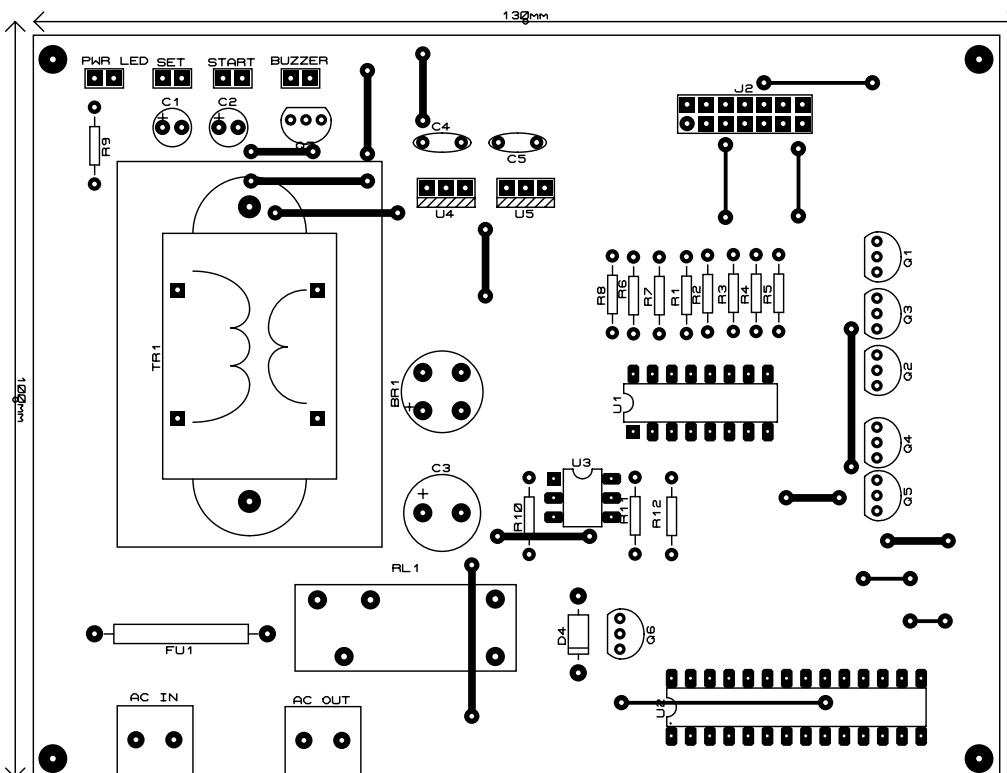 130mm
PWR LED SET START BUZZER
C1 C2
J2
C4
C5
R9
U4 U5
Q1
R8 R6 R7 R1 R2 R3 R4 R5
Q3
TR1
100mm
BR1
Q2
U1
Q4
C3
U3
Q5
R10 R11 R12
RL1
D4 Q6
FU1
AC IN AC OUT
U2